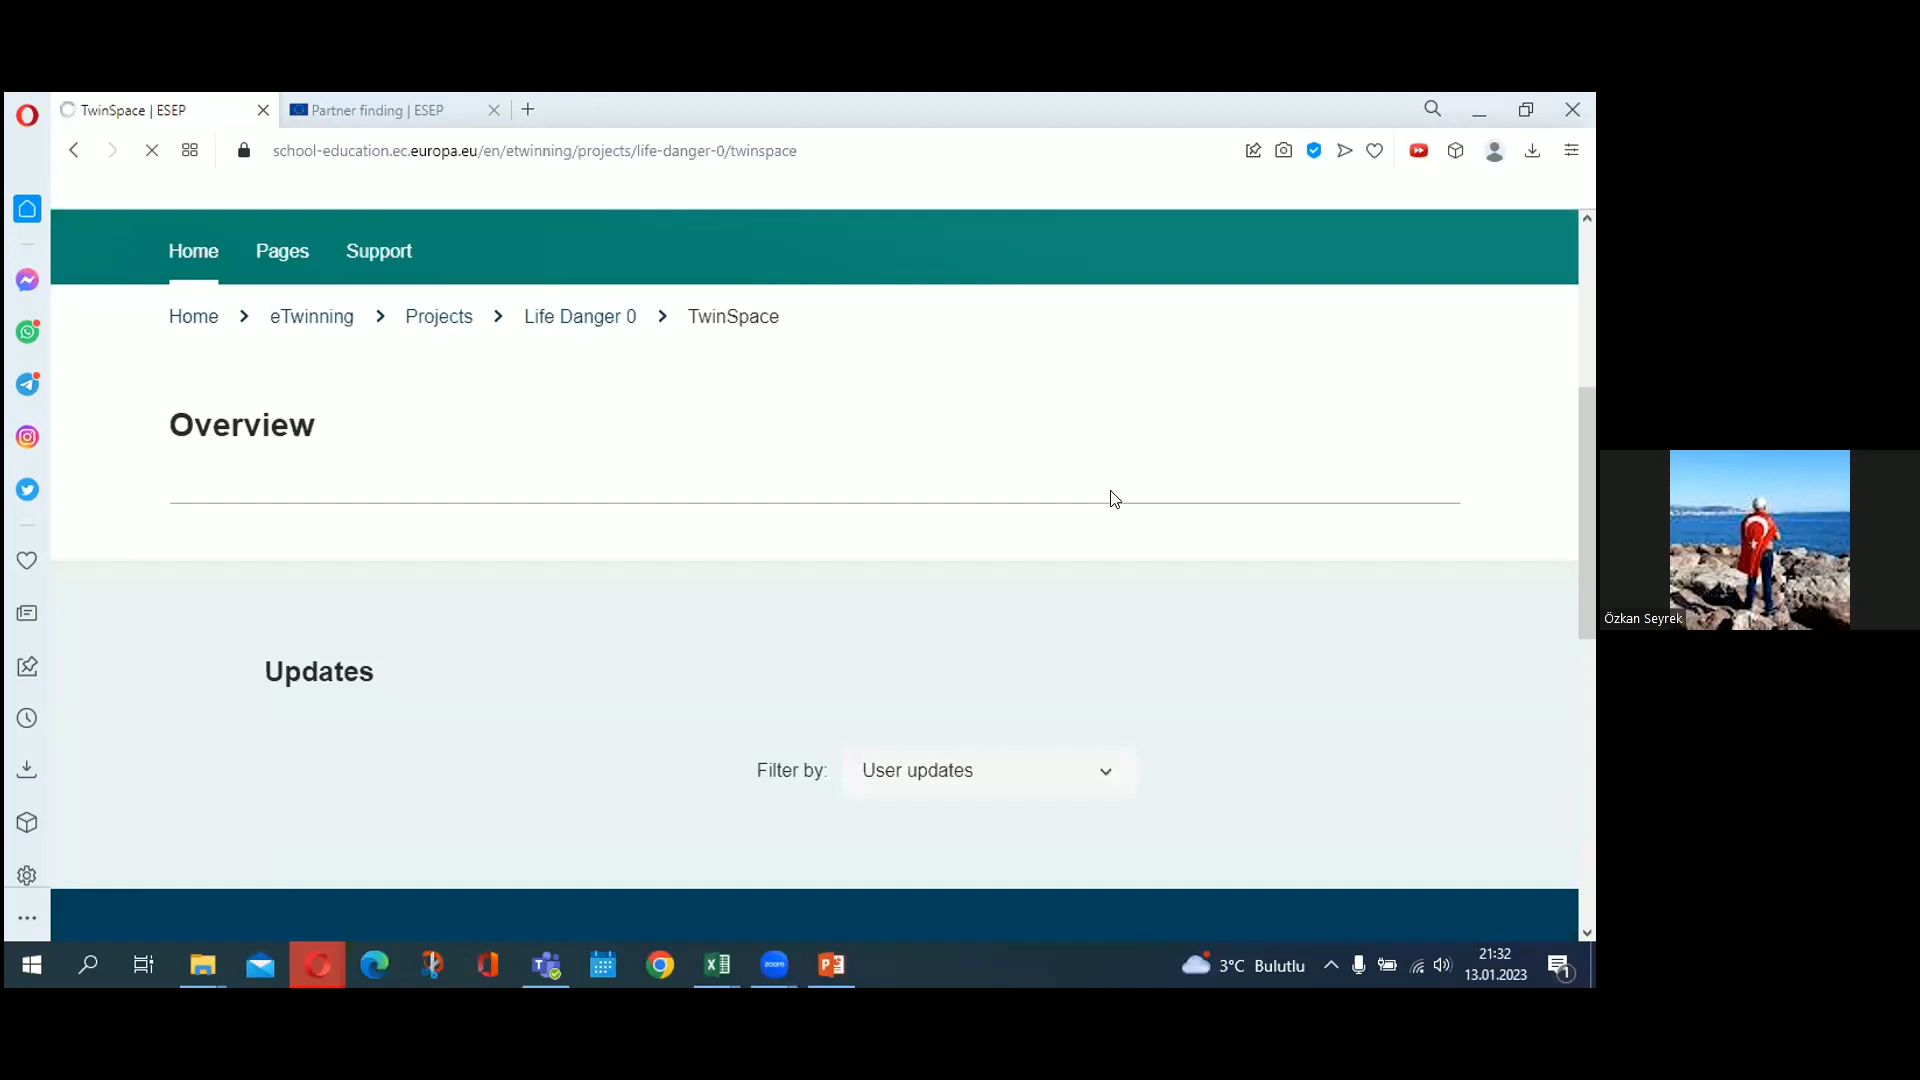 TwinSpace | ESEP
Partner finding | ESEP
school-education.ec.europa.eu/en/etwinning/projects/life-danger-0/twinspace
Home Pages Support
Home > eTwinning > Projects > Life Danger 0 > TwinSpace
Overview
Updates
Filter by: User updates
Özkan Seyrek
zoom
3°C Bulutlu
21:32
13.01.2023
1